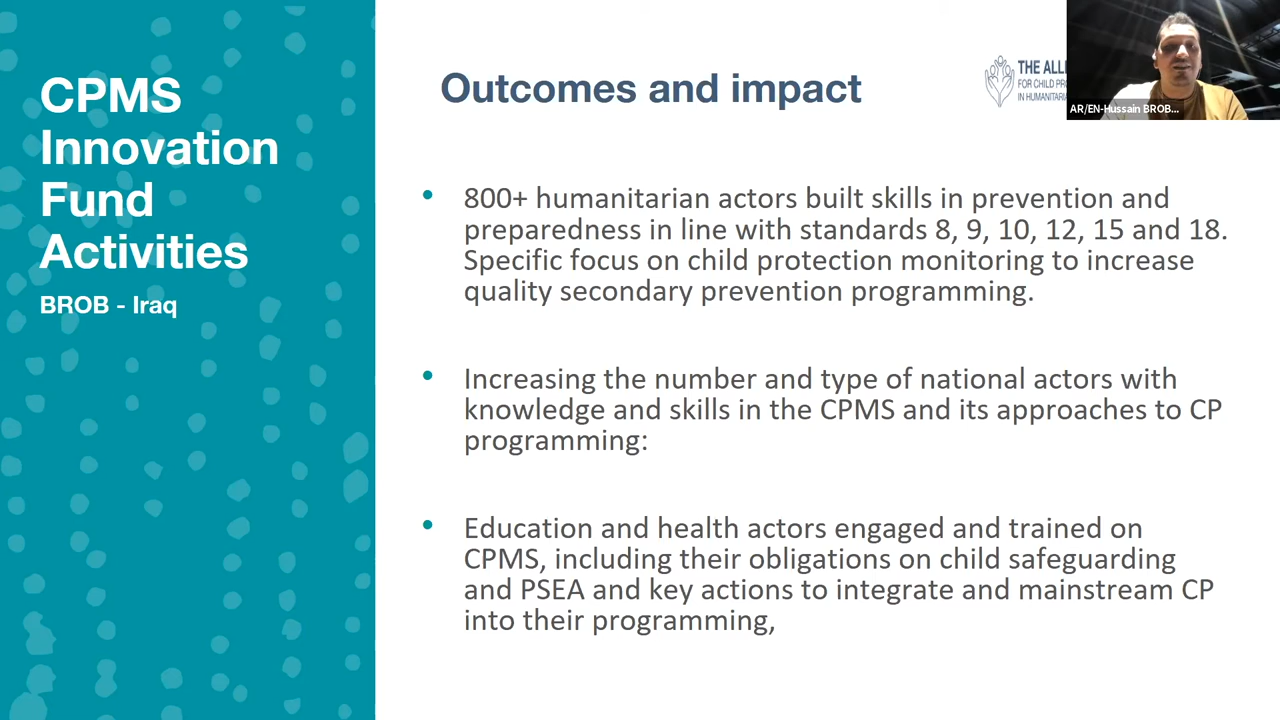 CPMS
Innovation
Fund
Activities
BROB - Iraq
Outcomes and impact
THE ALLI
FOR CHILD PRO
IN HUMANITARI
AR/EN-Hussain BROB...
• 800+ humanitarian actors built skills in prevention and
preparedness in line with standards 8, 9, 10, 12, 15 and 18.
Specific focus on child protection monitoring to increase
quality secondary prevention programming.
• Increasing the number and type of national actors with
knowledge and skills in the CPMS and its approaches to CP
programming:
• Education and health actors engaged and trained on
CPMS, including their obligations on child safeguarding
and PSEA and key actions to integrate and mainstream CP
into their programming,